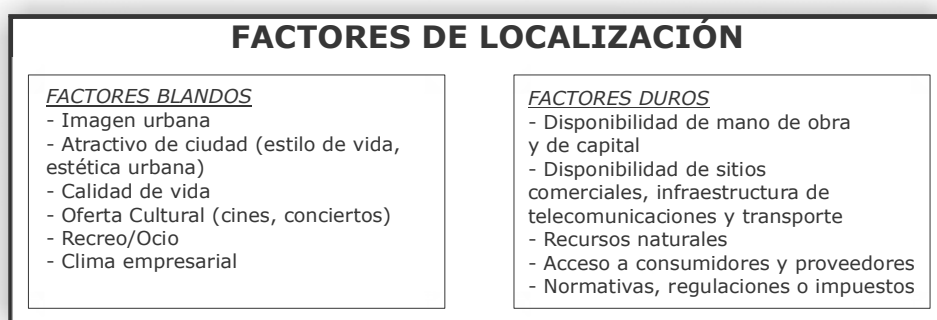 FACTORES DE LOCALIZACIÓN
FACTORES BLANDOS
- Imagen urbana
- Atractivo de ciudad (estilo de vida,
estética urbana)
- Calidad de vida
- Oferta Cultural (cines, conciertos)
- Recreo/Ocio
- Clima empresarial
FACTORES DUROS
- Disponibilidad de mano de obra
y de capital
- Disponibilidad de sitios
comerciales, infraestructura de
telecomunicaciones y transporte
- Recursos naturales
- Acceso a consumidores y proveedores
- Normativas, regulaciones o impuestos